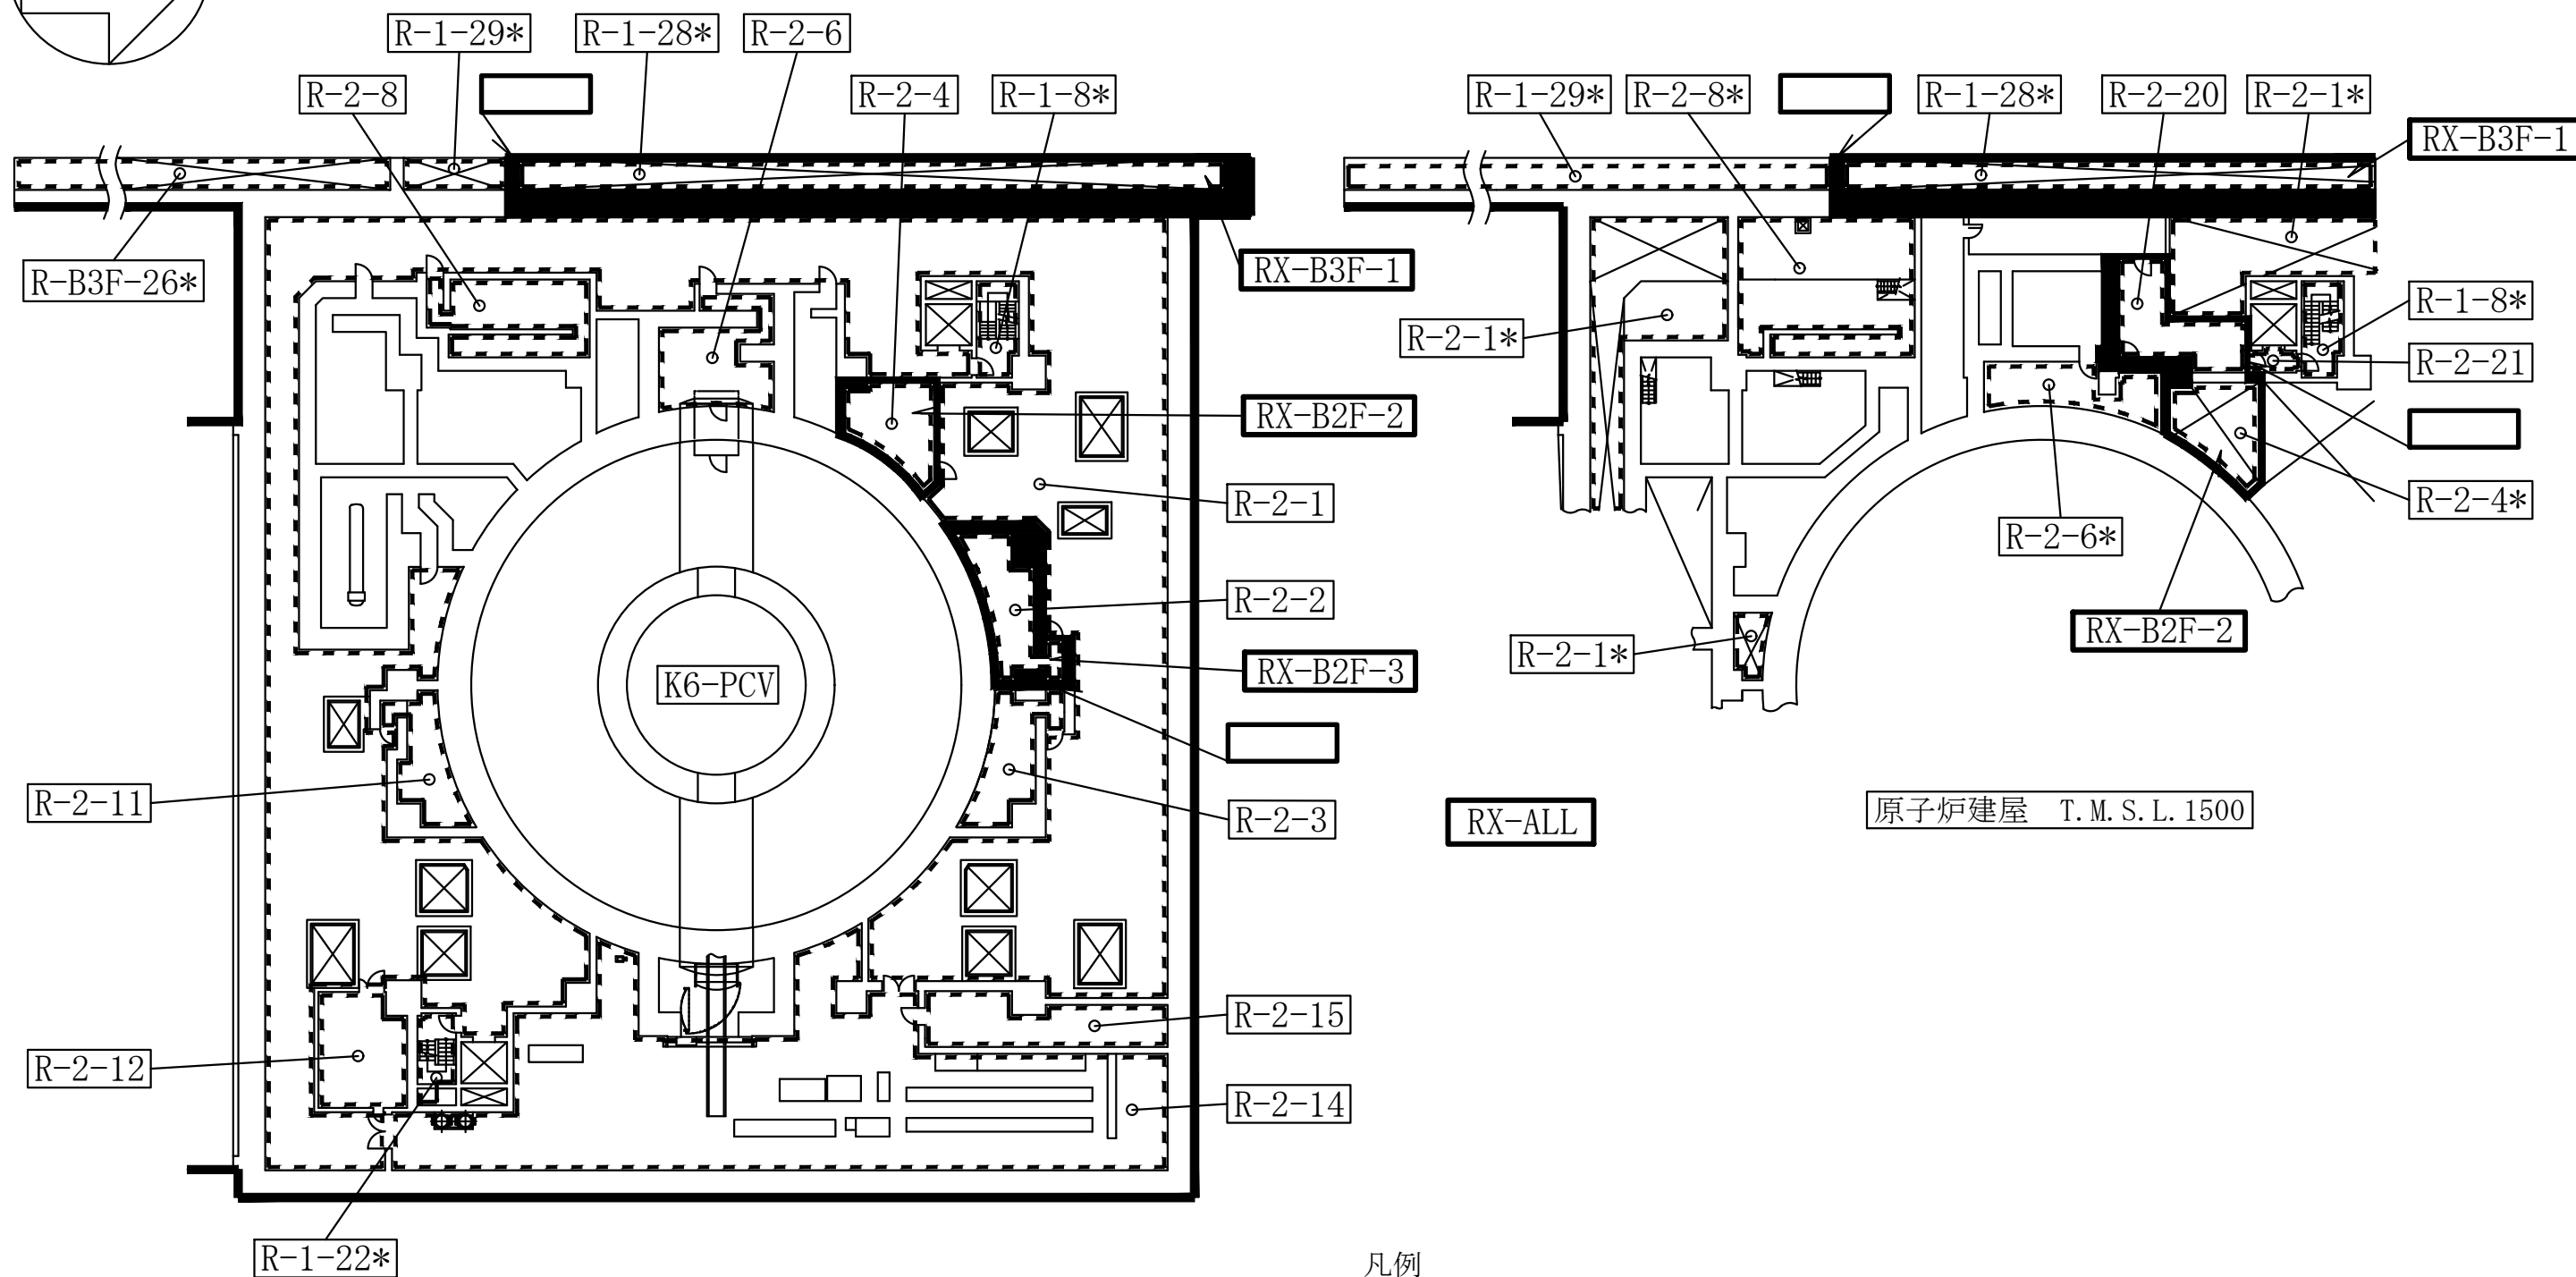 R-1-29*
R-1-28*
R-2-6
R-2-8
R-2-4
R-1-8*
R-B3F-26*
RX-B3F-1
RX-B2F-2
R-2-1
R-2-2
RX-B2F-3
K6-PCV
R-2-11
R-2-3
R-2-12
R-2-15
R-2-14
R-1-22*
R-1-29*
R-2-8*
R-1-28*
R-2-20
R-2-1*
RX-B3F-1
R-2-1*
R-1-8*
R-2-21
R-2-4*
R-2-6*
R-2-1*
RX-B2F-2
RX-ALL
原子炉建屋 T.M.S.L.1500
凡例